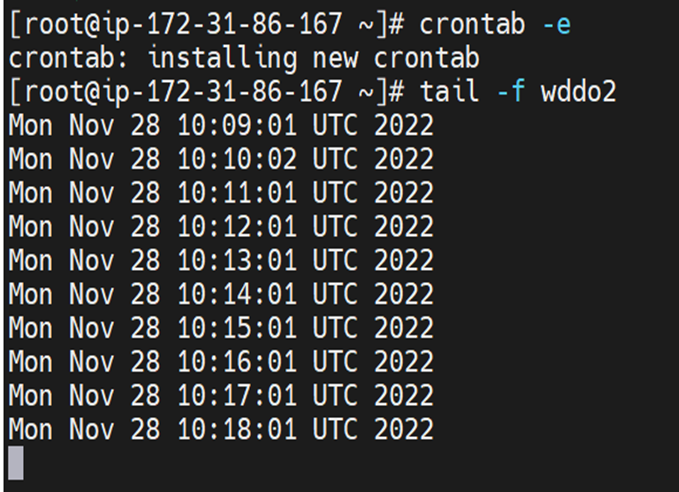 [root@ip-172-31-86-167 ~]# crontab -e
crontab: installing new crontab
[root@ip-172-31-86-167 ~]# tail -f wddo2
Mon Nov 28 10:09:01 UTC 2022
Mon Nov 28 10:10:02 UTC 2022
Mon Nov 28 10:11:01 UTC 2022
Mon Nov 28 10:12:01 UTC 2022
Mon Nov 28 10:13:01 UTC 2022
Mon Nov 28 10:14:01 UTC 2022
Mon Nov 28 10:15:01 UTC 2022
Mon Nov 28 10:16:01 UTC 2022
Mon Nov 28 10:17:01 UTC 2022
Mon Nov 28 10:18:01 UTC 2022